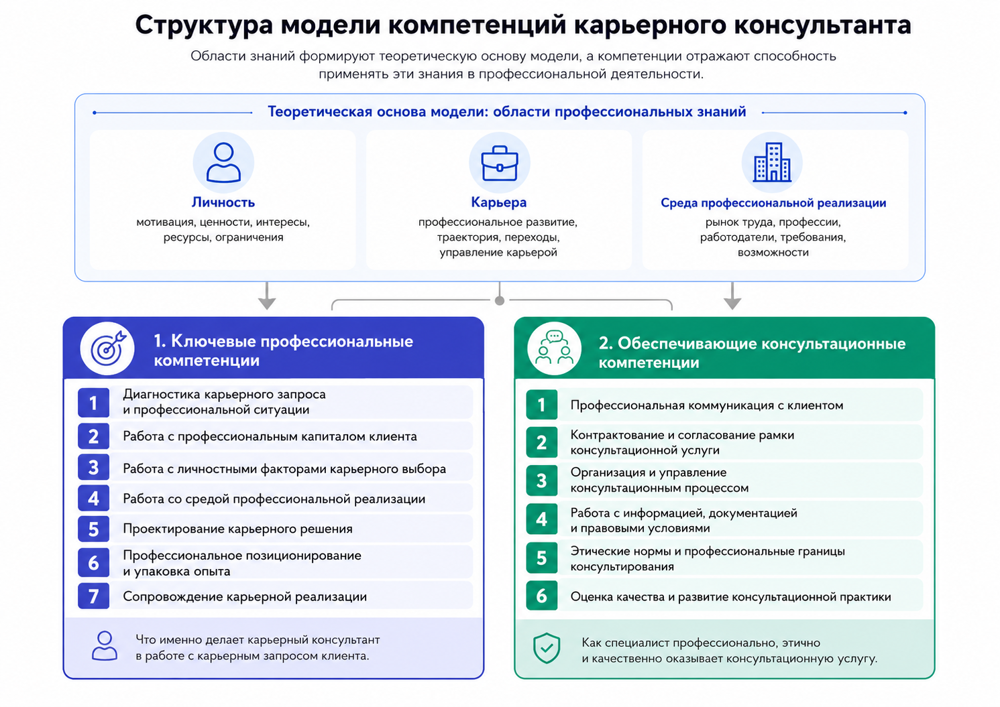 Структура модели компетенций карьерного консультанта
Области знаний формируют теоретическую основу модели, а компетенции отражают способность
применять эти знания в профессиональной деятельности.
Теоретическая основа модели: области профессиональных знаний
Личность
мотивация, ценности, интересы,
ресурсы, ограничения
Карьера
профессиональное развитие,
траектория, переходы,
управление карьерой
Среда профессиональной реализации
рынок труда, профессии,
работодатели, требования,
возможности
1. Ключевые профессиональные
компетенции
1
Диагностика карьерного запроса
и профессиональной ситуации
2
Работа с профессиональным капиталом клиента
3
Работа с личностными факторами карьерного выбора
4
Работа со средой профессиональной реализации
5
Проектирование карьерного решения
6
Профессиональное позиционирование
и упаковка опыта
7
Сопровождение карьерной реализации
Что именно делает карьерный консультант
в работе с карьерным запросом клиента.
2. Обеспечивающие консультационные
компетенции
1
Профессиональная коммуникация с клиентом
2
Контрактование и согласование рамки
консультационной услуги
3
Организация и управление
консультационным процессом
4
Работа с информацией, документацией
и правовыми условиями
5
Этические нормы и профессиональные границы
консультирования
6
Оценка качества и развитие консультационной практики
Как специалист профессионально, этично
и качественно оказывает консультационную услугу.